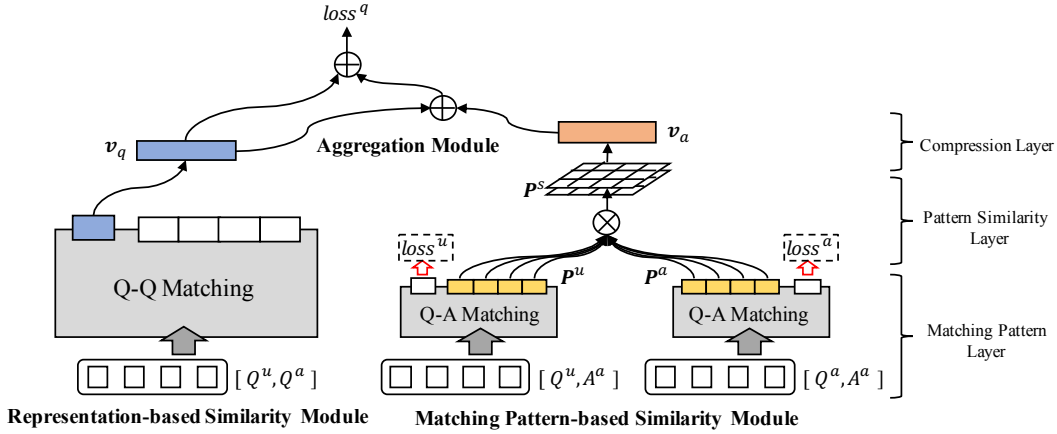 loss^q
v_q
Aggregation Module
v_a
Compression Layer
P^s
Pattern Similarity
Layer
loss^u
loss^a
P^u
P^a
Q-Q Matching
Q-A Matching
Q-A Matching
Matching Pattern
Layer
[ Q^u, Q^a ]
[ Q^u, A^a ]
[ Q^a, A^a ]
Representation-based Similarity Module
Matching Pattern-based Similarity Module